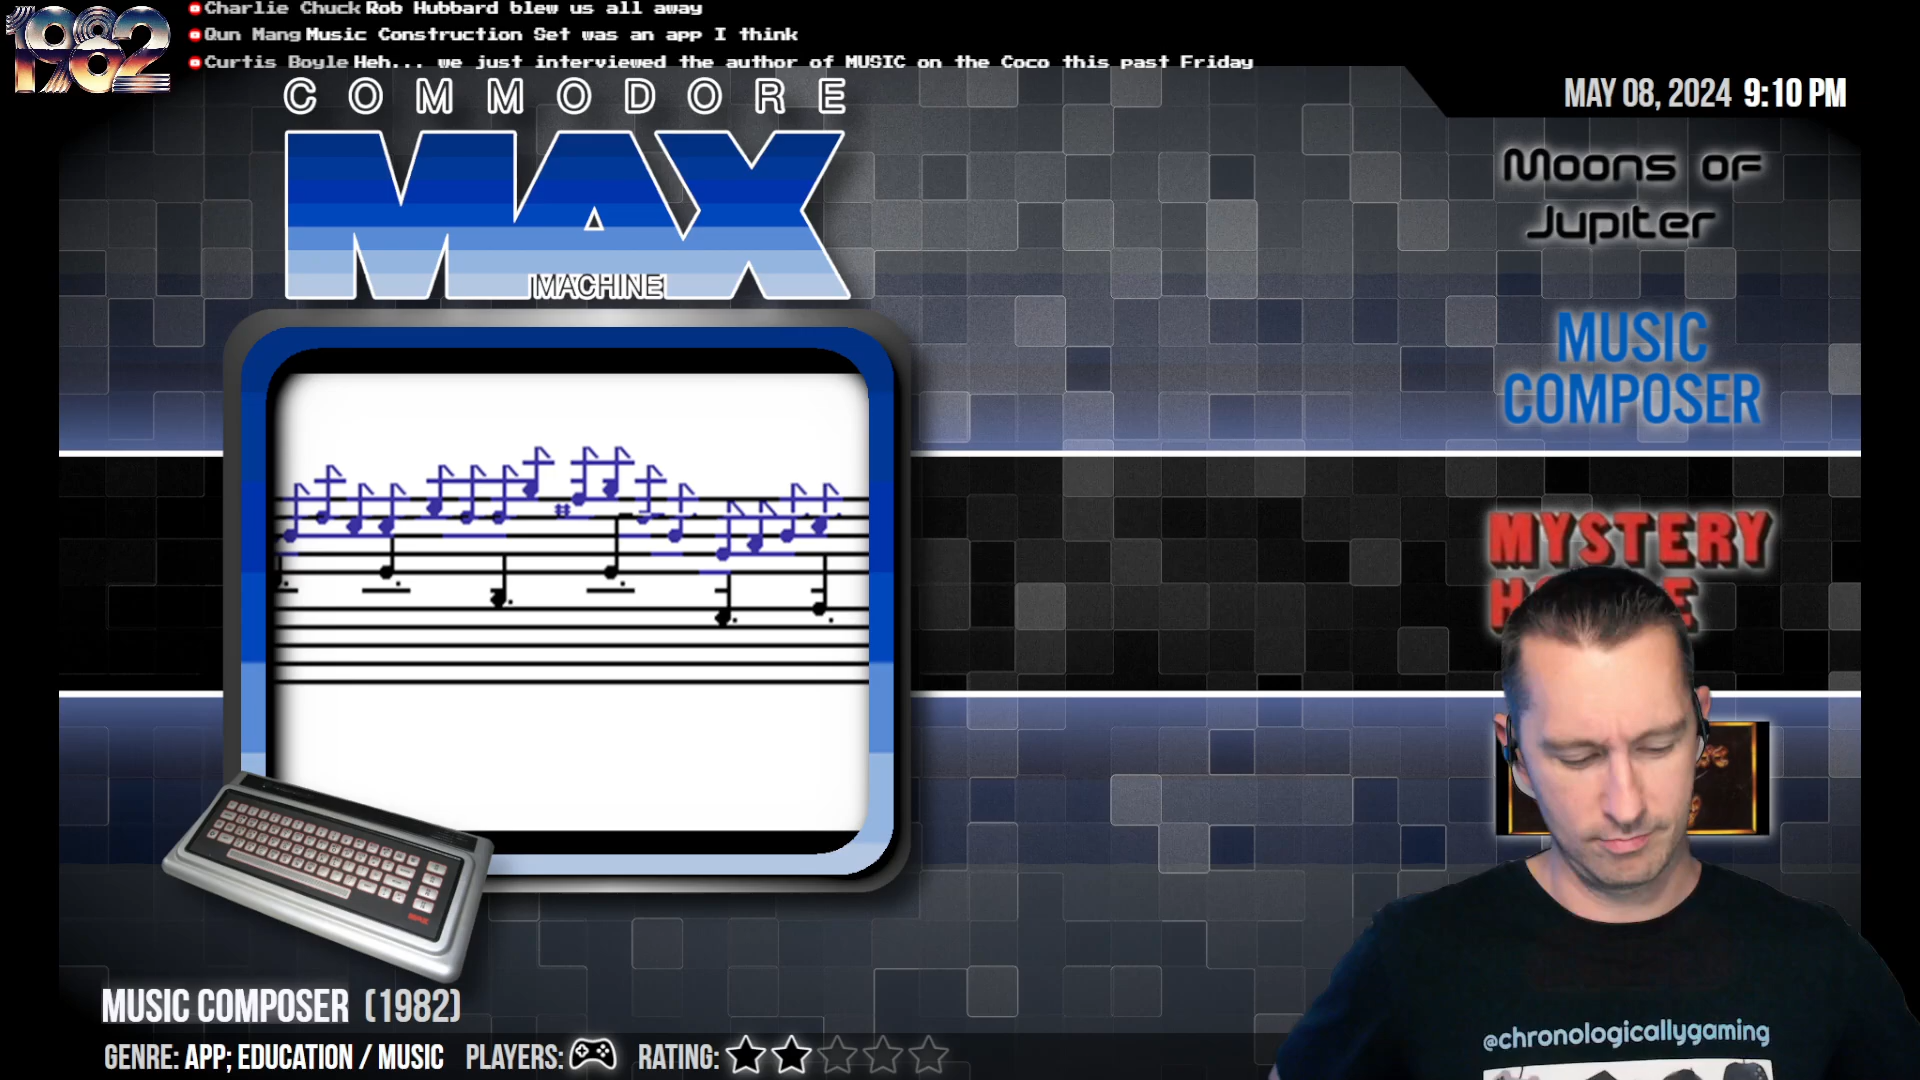 1982
Charlie Chuck Rob Hubbard blew us all away
Qun Mang Music Construction Set was an app I think
Curtis Boyle Heh... we just interviewed the author of MUSIC on the Coco this past Friday
COMMODORE
MAX
MACHINE
MAY 08, 2024 9:10 PM
Moons of
Jupiter
MUSIC
COMPOSER
MYSTERY
MAX
MUSIC COMPOSER (1982)
GENRE: APP; EDUCATION / MUSIC PLAYERS: RATING:
@chronologicallygaming